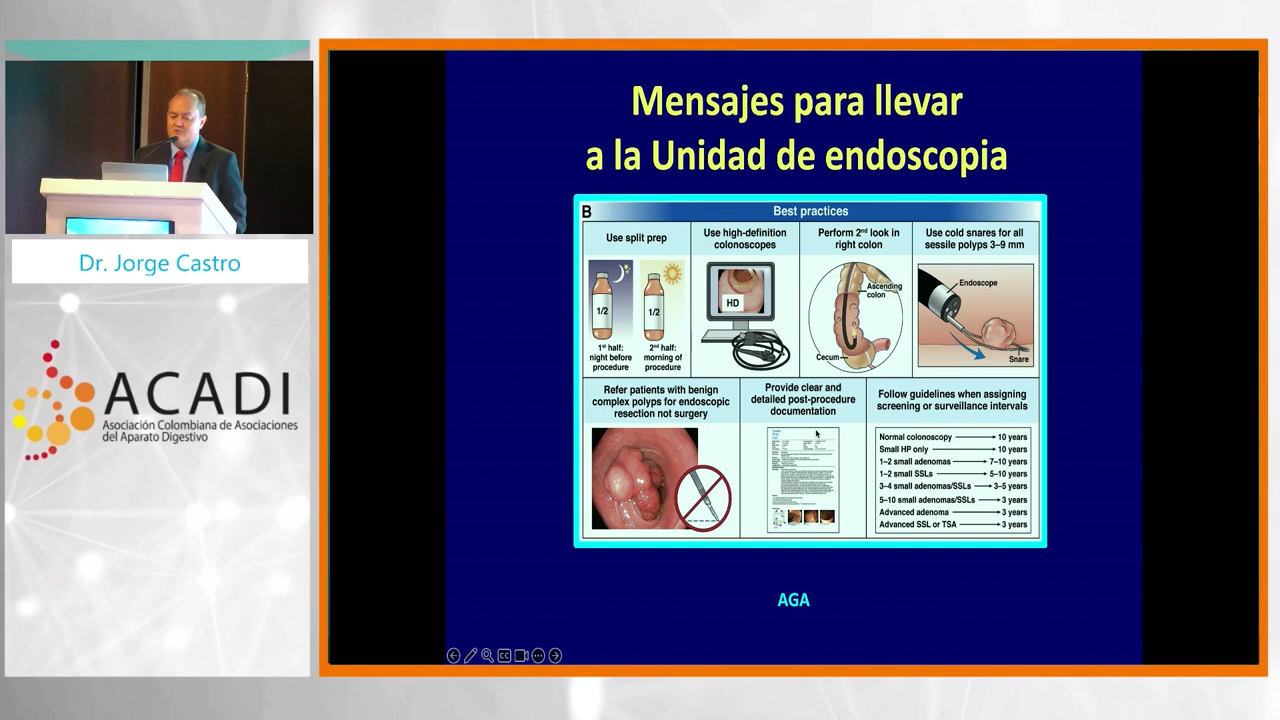 Dr. Jorge Castro
ACADI
Asociación Colombiana de Asociaciones
del Aparato Digestivo
Mensajes para llevar
a la Unidad de endoscopia
B
Best practices
Use split prep
1/2
1/2
1st half:
night before
procedure
2nd half:
morning of
procedure
Use high-definition
colonoscopes
HD
Perform 2nd look in
right colon
Ascending
colon
Cecum
Use cold snares for all
sessile polyps 3–9 mm
Endoscope
Snare
Refer patients with benign
complex polyps for endoscopic
resection not surgery
Provide clear and
detailed post-procedure
documentation
Follow guidelines when assigning
screening or surveillance intervals
Normal colonoscopy 10 years
Small HP only 10 years
1–2 small adenomas 7–10 years
1–2 small SSLs 5–10 years
3–4 small adenomas/SSLs 3–5 years
5–10 small adenomas/SSLs 3 years
Advanced adenoma 3 years
Advanced SSL or TSA 3 years
AGA
CC